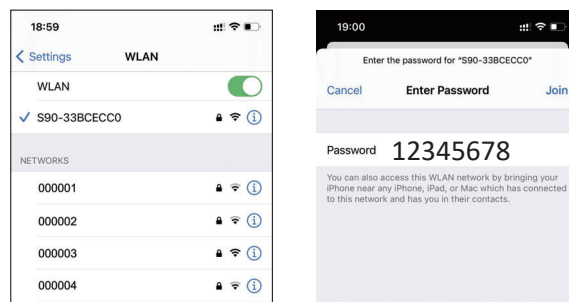 18:59
Settings WLAN
WLAN
S90-33BCECC0
NETWORKS
000001
000002
000003
000004
19:00
Enter the password for "S90-33BCECC0"
Cancel Enter Password Join
Password 12345678
You can also access this WLAN network by bringing your
iPhone near any iPhone, iPad, or Mac which has connected
to this network and has you in their contacts.